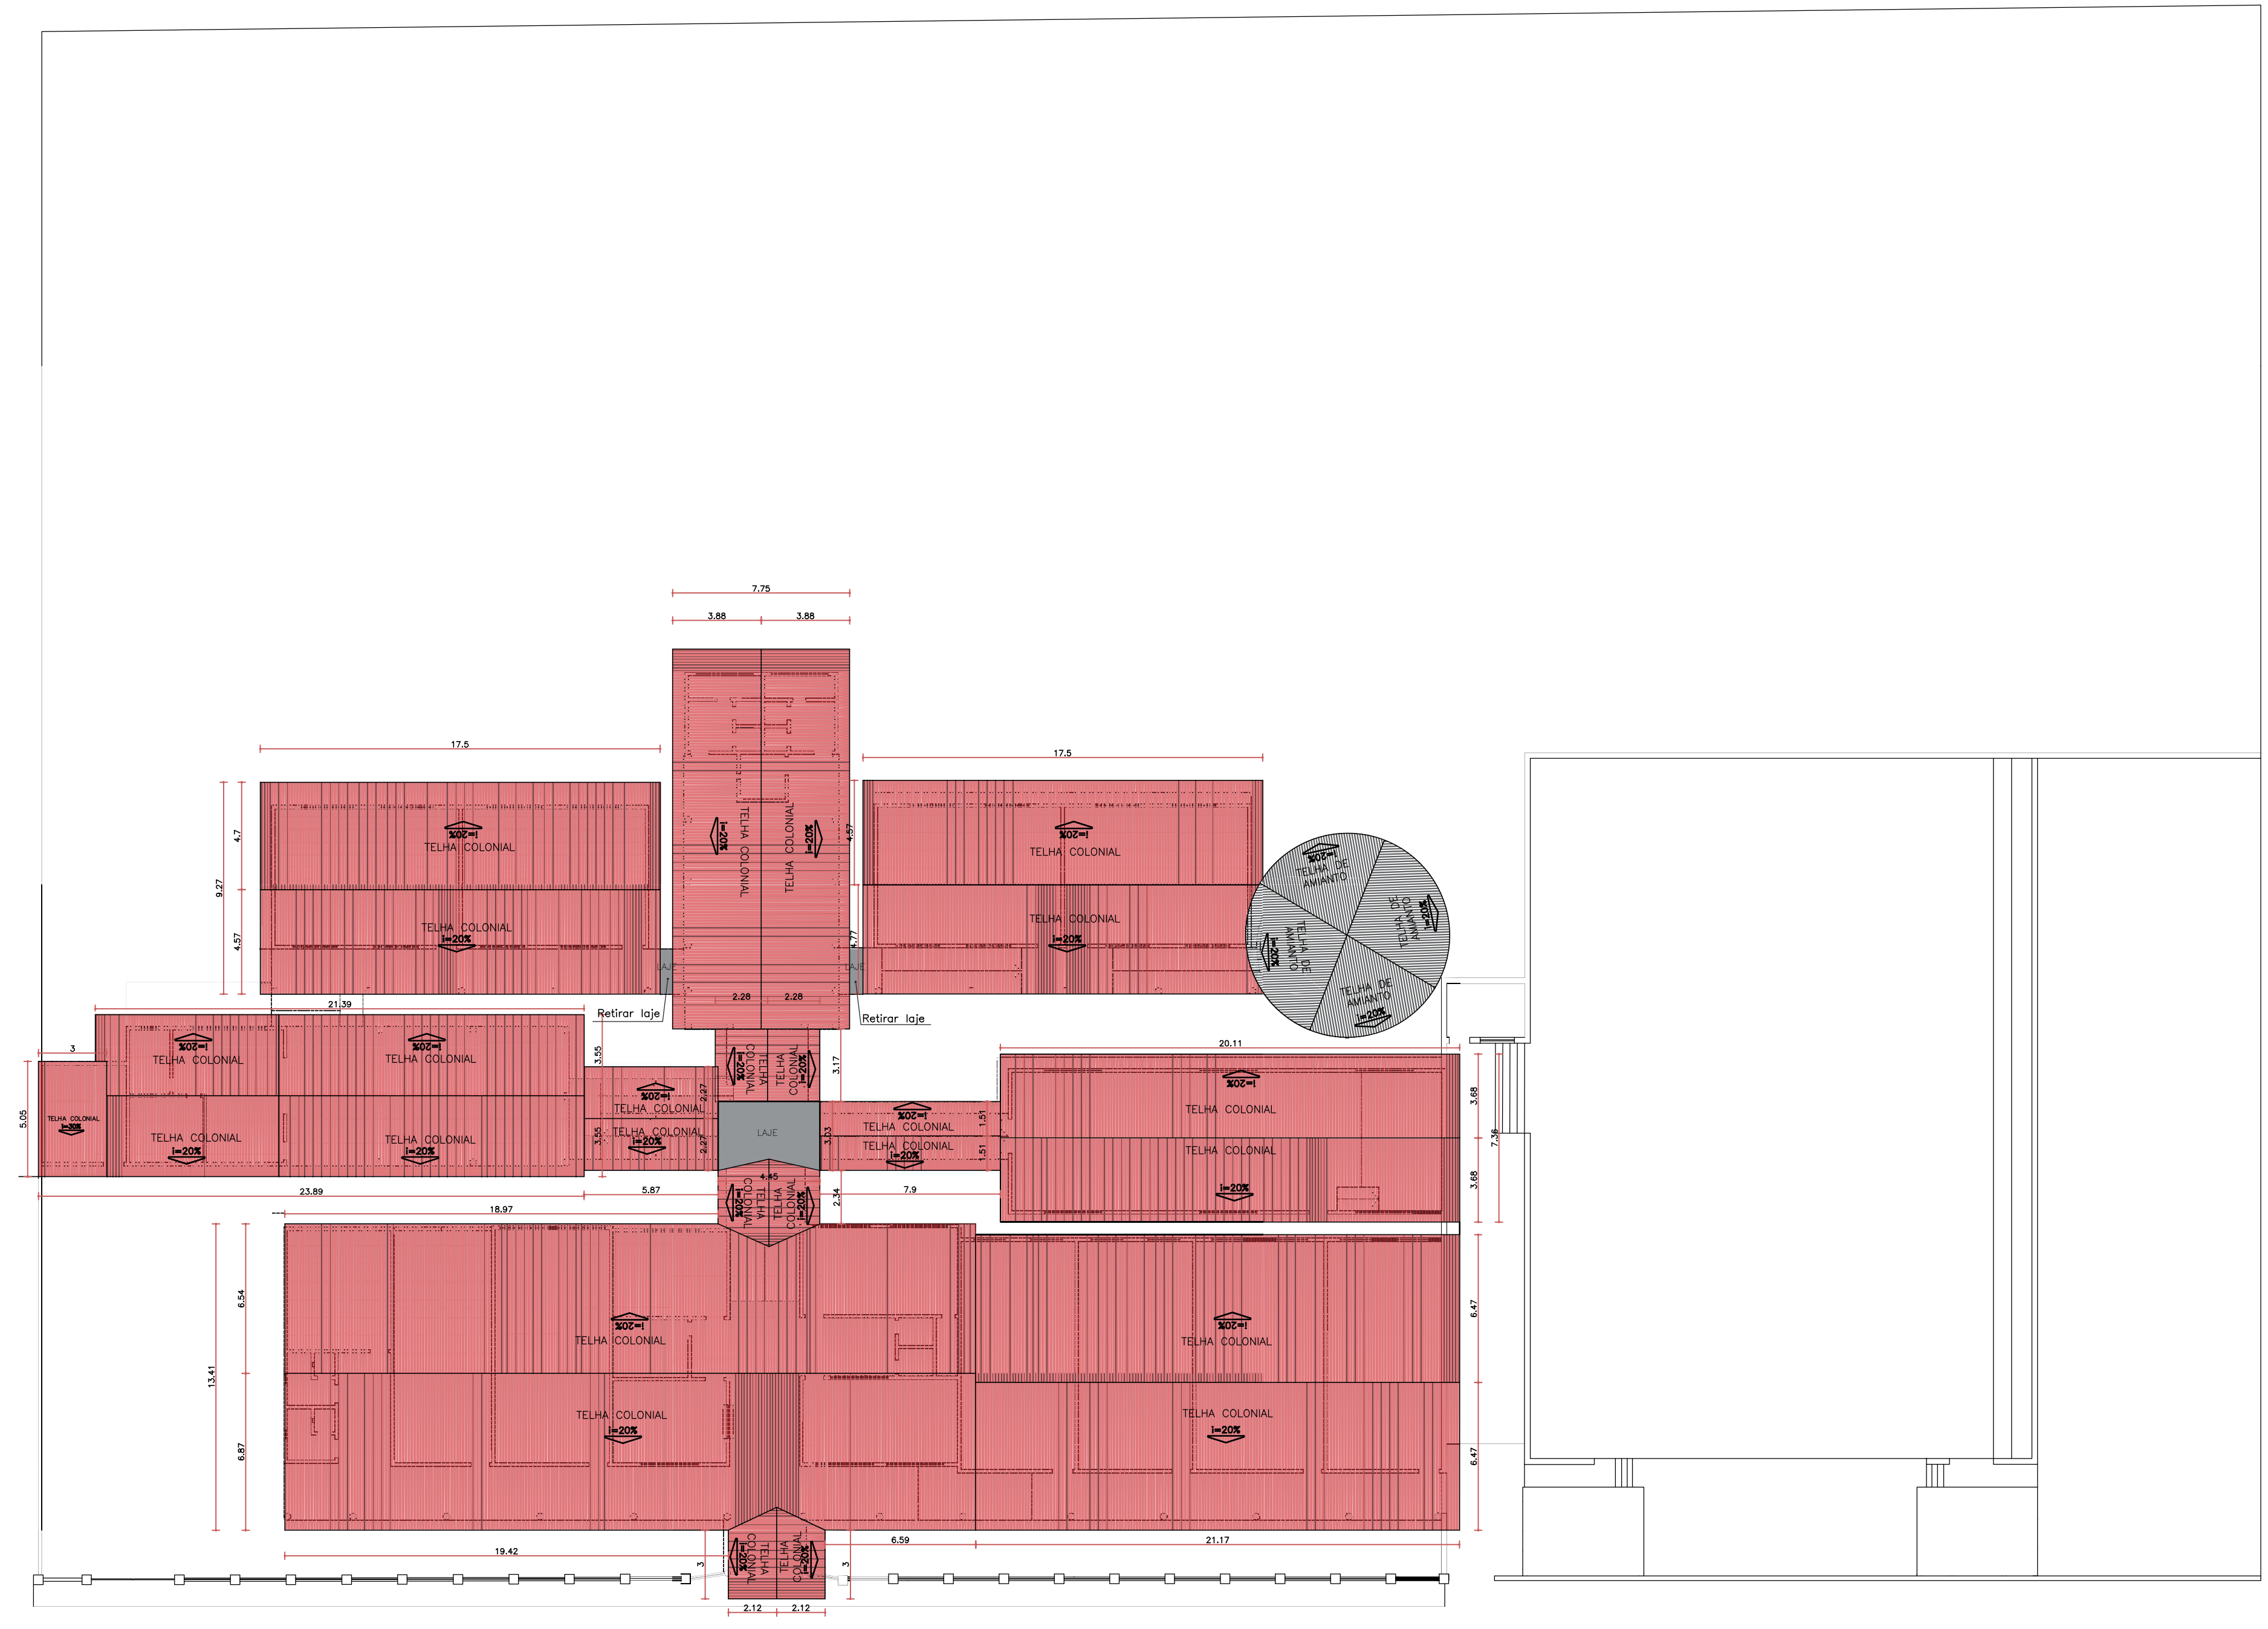 7.75
3.88
3.88
17.5
17.5
i=20%
TELHA COLONIAL
TELHA COLONIAL
i=20%
4.7
9.27
4.57
i=20%
TELHA COLONIAL
TELHA COLONIAL
i=20%
4.57
i=20%
TELHA COLONIAL
TELHA COLONIAL
i=20%
4.77
i=20%
TELHA DE
AMIANTO
TELHA DE
AMIANTO
i=20%
TELHA DE
AMIANTO
i=20%
TELHA DE
AMIANTO
i=20%
LAJE
LAJE
Retirar laje
Retirar laje
2.28
2.28
21.39
3
5.05
i=20%
TELHA COLONIAL
i=20%
TELHA COLONIAL
TELHA COLONIAL
i=30%
TELHA COLONIAL
i=20%
TELHA COLONIAL
i=20%
3.55
3.55
i=20%
TELHA COLONIAL
TELHA COLONIAL
i=20%
2.27
2.27
i=20%
TELHA
COLONIAL
TELHA
COLONIAL
i=20%
3.17
LAJE
3.03
i=20%
TELHA COLONIAL
TELHA COLONIAL
i=20%
1.51
1.51
20.11
i=20%
TELHA COLONIAL
TELHA COLONIAL
i=20%
3.68
7.36
3.68
23.89
5.87
4.45
7.9
18.97
i=20%
TELHA
COLONIAL
TELHA
COLONIAL
i=20%
2.34
6.54
13.41
6.87
i=20%
TELHA COLONIAL
TELHA COLONIAL
i=20%
i=20%
TELHA COLONIAL
TELHA COLONIAL
i=20%
6.47
6.47
19.42
6.59
21.17
3
i=20%
TELHA
COLONIAL
TELHA
COLONIAL
i=20%
3
2.12
2.12